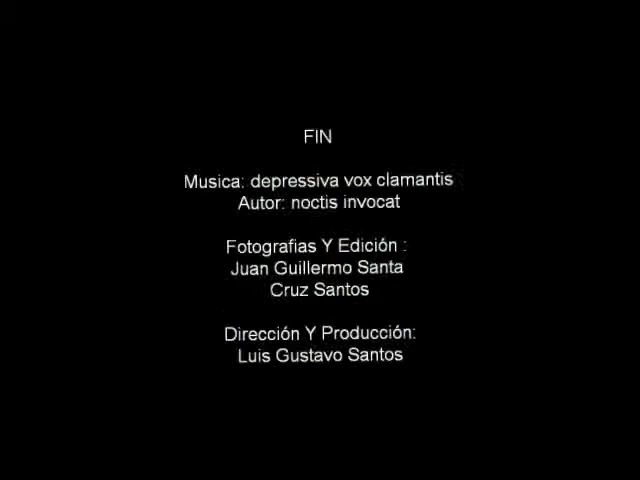 FIN
Musica: depressiva vox clamantis
Autor: noctis invocat
Fotografias Y Edición :
Juan Guillermo Santa
Cruz Santos
Dirección Y Producción:
Luis Gustavo Santos